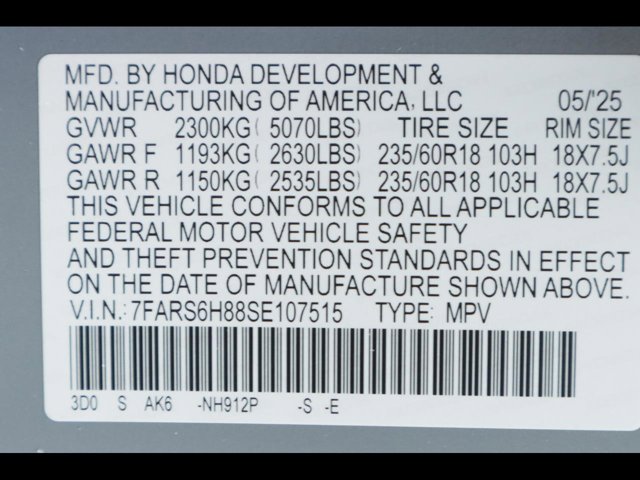 MFD. BY HONDA DEVELOPMENT &
MANUFACTURING OF AMERICA, LLC 05/'25
GVWR 2300KG( 5070LBS) TIRE SIZE RIM SIZE
GAWR F 1193KG( 2630LBS) 235/60R18 103H 18X7.5J
GAWR R 1150KG( 2535LBS) 235/60R18 103H 18X7.5J
THIS VEHICLE CONFORMS TO ALL APPLICABLE
FEDERAL MOTOR VEHICLE SAFETY
AND THEFT PREVENTION STANDARDS IN EFFECT
ON THE DATE OF MANUFACTURE SHOWN ABOVE.
V.I.N.: 7FARS6H88SE107515 TYPE: MPV
3D0 S AK6 -NH912P -S -E